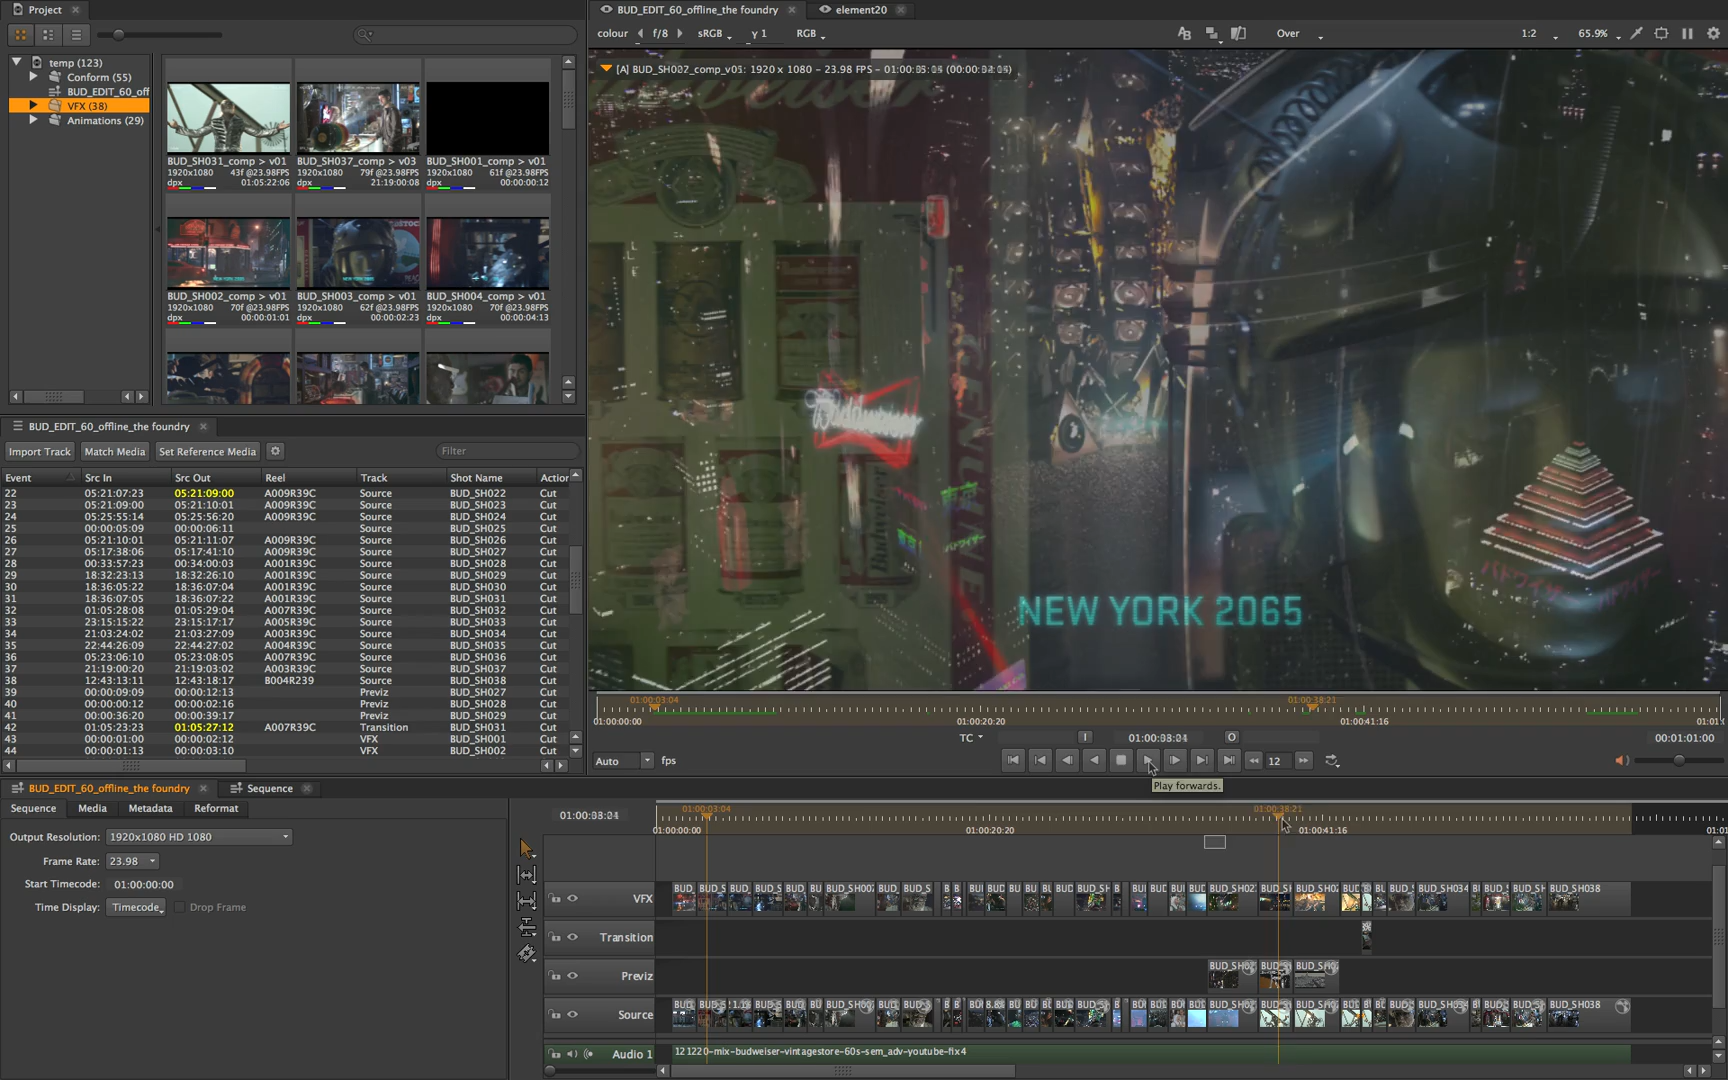 Project
temp (123)
Conform (55)
BUD_EDIT_60_off
VFX (38)
Animations (29)
BUD_SH031_comp > v01
1920x1080 43f @23.98FPS
dpx 01:05:22:06
BUD_SH037_comp > v03
1920x1080 79f @23.98FPS
dpx 21:19:00:08
BUD_SH001_comp > v01
1920x1080 61f @23.98FPS
dpx 00:00:00:12
BUD_SH002_comp > v01
1920x1080 70f @23.98FPS
dpx 00:00:01:01
BUD_SH003_comp > v01
1920x1080 62f @23.98FPS
dpx 00:00:02:23
BUD_SH004_comp > v01
1920x1080 70f @23.98FPS
dpx 00:00:04:13
BUD_EDIT_60_offline_the foundry element20
colour f/8 sRGB γ 1 RGB Over 1:2 65.9%
Budweiser
GENUINE
Budweiser
NEW YORK 2065
01:00:03:04 01:00:38:21
01:00:00:00 01:00:20:20 01:00:41:16 01:01
TC I O 00:01:01:00
Auto fps 12
Play forwards.
BUD_EDIT_60_offline_the foundry
Import Track Match Media Set Reference Media Filter
Event Src In Src Out Reel Track Shot Name Action
22 05:21:07:23 05:21:09:00 A009R39C Source BUD_SH022 Cut
23 05:21:09:00 05:21:10:01 A009R39C Source BUD_SH023 Cut
24 05:25:55:14 05:25:56:20 A009R39C Source BUD_SH024 Cut
25 00:00:05:09 00:00:06:11 Source BUD_SH025 Cut
26 05:21:10:01 05:21:11:07 A009R39C Source BUD_SH026 Cut
27 05:17:38:06 05:17:41:10 A009R39C Source BUD_SH027 Cut
28 00:33:57:23 00:34:00:03 A001R39C Source BUD_SH028 Cut
29 18:32:23:13 18:32:26:10 A001R39C Source BUD_SH029 Cut
30 18:36:05:22 18:36:07:04 A001R39C Source BUD_SH030 Cut
31 18:36:07:05 18:36:07:22 A001R39C Source BUD_SH031 Cut
32 01:05:28:08 01:05:29:04 A007R39C Source BUD_SH032 Cut
33 23:15:15:22 23:15:17:17 A005R39C Source BUD_SH033 Cut
34 21:03:24:02 21:03:27:09 A003R39C Source BUD_SH034 Cut
35 22:44:26:09 22:44:27:02 A004R39C Source BUD_SH035 Cut
36 05:23:06:10 05:23:08:05 A007R39C Source BUD_SH036 Cut
37 21:19:00:20 21:19:03:02 A003R39C Source BUD_SH037 Cut
38 12:43:13:11 12:43:18:17 B004R239 Source BUD_SH038 Cut
39 00:00:09:09 00:00:12:13 Previz BUD_SH027 Cut
40 00:00:00:12 00:00:02:16 Previz BUD_SH028 Cut
41 00:00:36:20 00:00:39:17 Previz BUD_SH029 Cut
42 01:05:23:23 01:05:27:12 A007R39C Transition BUD_SH031 Cut
43 00:00:01:00 00:00:02:12 VFX BUD_SH001 Cut
44 00:00:01:13 00:00:03:10 VFX BUD_SH002 Cut
BUD_EDIT_60_offline_the foundry Sequence
Sequence Media Metadata Reformat
Output Resolution: 1920x1080 HD 1080
Frame Rate: 23.98
Start Timecode: 01:00:00:00
Time Display: Timecode Drop Frame
01:00:03:04 01:00:38:21
01:00:00:00 01:00:20:20 01:00:41:16 01:01
VFX BUD_SH034 BUD_SH038
Transition
Previz
Source BUD_SH038
Audio 1 121220-mix-budweiser-vintagestore-60s-sem_adv-youtube-fix4